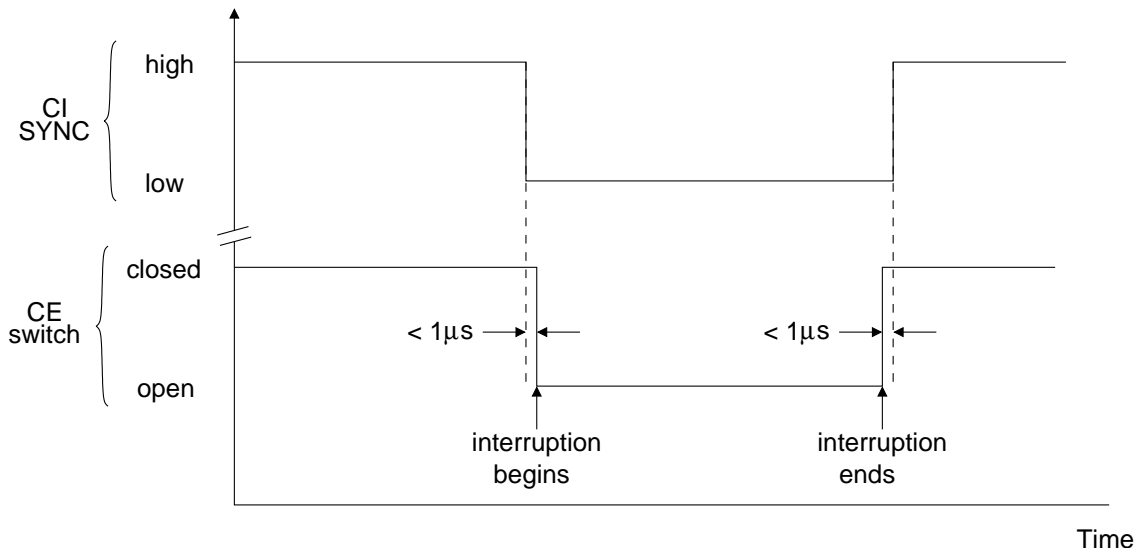 high
CI
SYNC
low
closed
CE
switch
< 1μs
< 1μs
open
interruption
begins
interruption
ends
Time